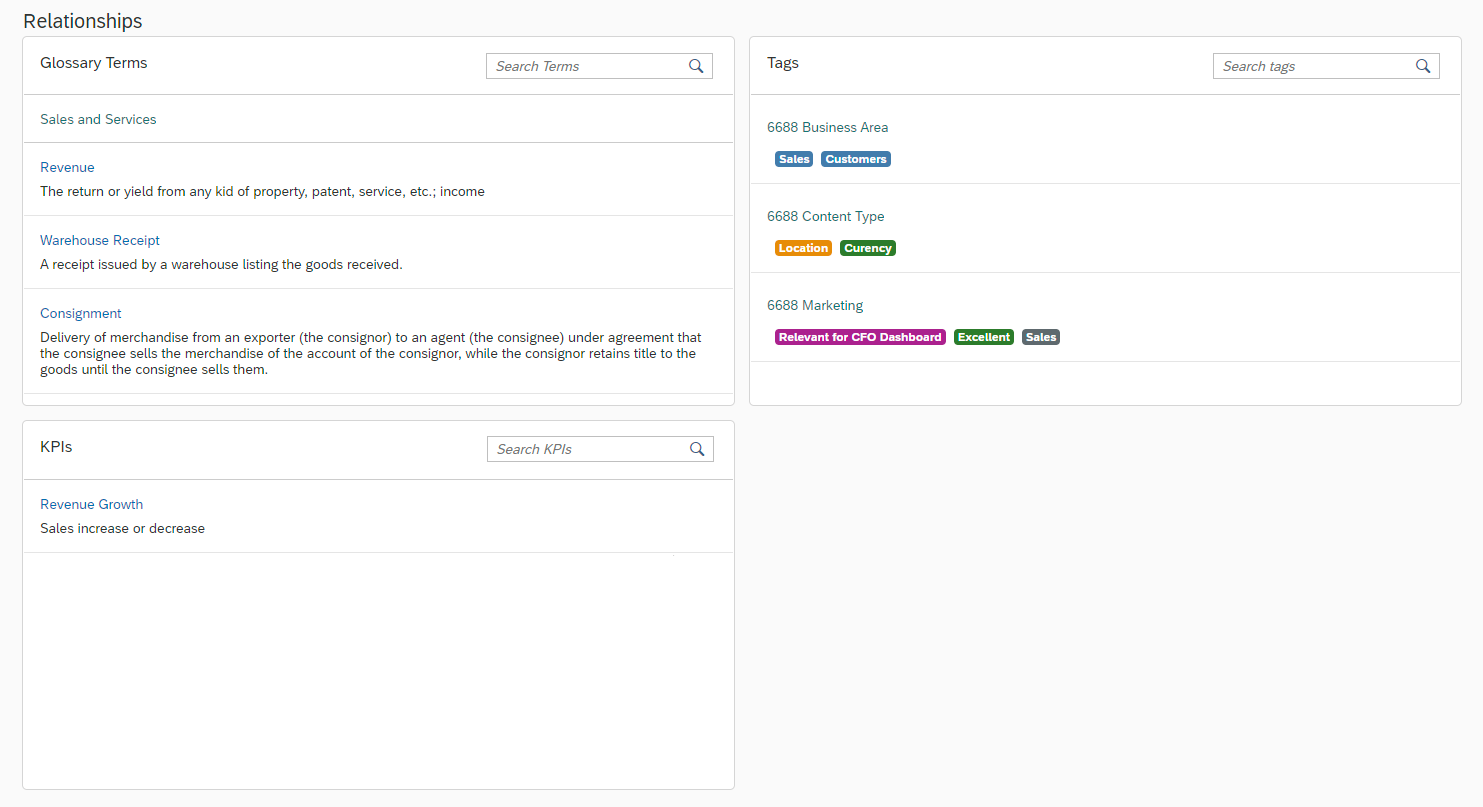 Relationships
Glossary Terms
Search Terms
Sales and Services
Revenue
The return or yield from any kid of property, patent, service, etc.; income
Warehouse Receipt
A receipt issued by a warehouse listing the goods received.
Consignment
Delivery of merchandise from an exporter (the consignor) to an agent (the consignee) under agreement that
the consignee sells the merchandise of the account of the consignor, while the consignor retains title to the
goods until the consignee sells them.
Tags
Search tags
6688 Business Area
Sales Customers
6688 Content Type
Location Curency
6688 Marketing
Relevant for CFO Dashboard Excellent Sales
KPIs
Search KPIs
Revenue Growth
Sales increase or decrease